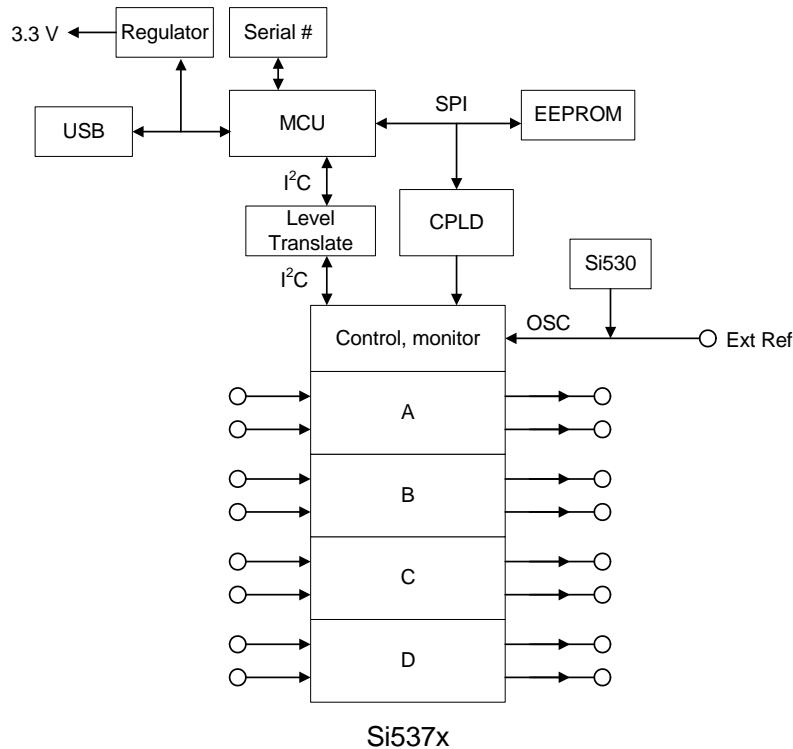 3.3 V
Regulator
Serial #
USB
MCU
SPI
EEPROM
I²C
Level
Translate
CPLD
I²C
Si530
Control, monitor
OSC
Ext Ref
A
B
C
D
Si537x